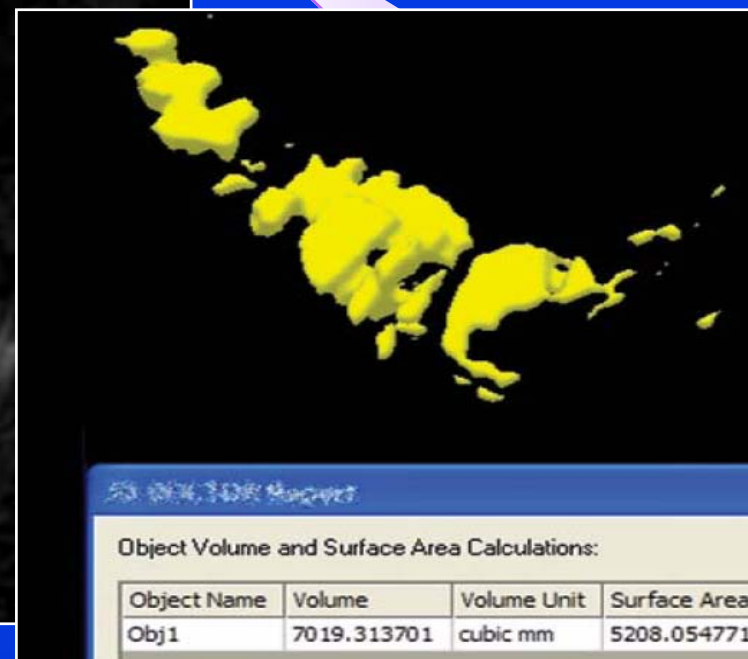 Object Volume and Surface Area Calculations:
Object Name Volume Volume Unit Surface Area
Obj1 7019.313701 cubic mm 5208.054771